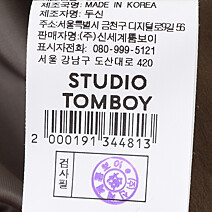 제조국명: MADE IN KOREA
제조자명: 두신
주소:서울특별시 금천구 디지털로9길 56
판매자명:(주)신세계톰보이
표시전화: 080-999-5121
서울 강남구 도산대로 420
STUDIO
TOMBOY
2 000191 344813
검사필
톰보이